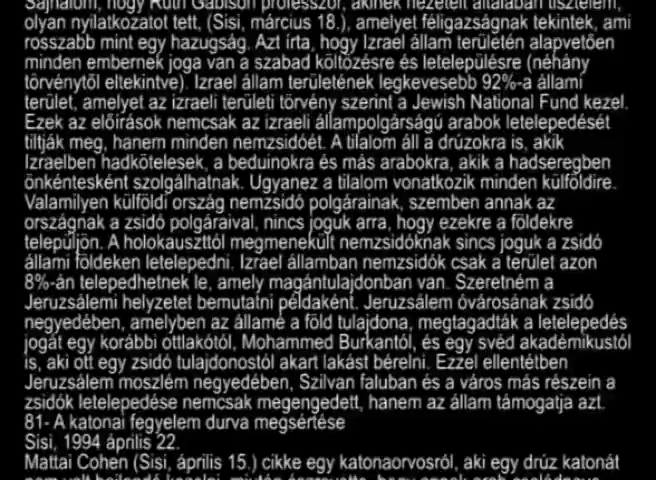 Sajnálom, hogy Ruth Gabison professzor, akinek nézeteit általában tisztelem,
olyan nyilatkozatot tett, (Sisi, március 18.), amelyet féligazságnak tekintek, ami
rosszabb mint egy hazugság. Azt írta, hogy Izrael állam területén alapvetően
minden embernek joga van a szabad költözésre és letelepülésre (néhány
törvénytől eltekintve). Izrael állam területének legkevesebb 92%-a állami
terület, amelyet az izraeli területi törvény szerint a Jewish National Fund kezel.
Ezek az előírások nemcsak az izraeli állampolgárságú arabok letelepedését
tiltják meg, hanem minden nemzsidóét. A tilalom áll a drúzokra is, akik
Izraelben hadkötelesek, a beduinokra és más arabokra, akik a hadseregben
önkéntesként szolgálhatnak. Ugyanez a tilalom vonatkozik minden külföldire.
Valamilyen külföldi ország nemzsidó polgárainak, szemben annak az
országnak a zsidó polgáraival, nincs joguk arra, hogy ezekre a földekre
települjön. A holokauszttól megmenekült nemzsidóknak sincs joguk a zsidó
állami földeken letelepedni. Izrael államban nemzsidók csak a terület azon
8%-án telepedhetnek le, amely magántulajdonban van. Szeretném a
Jeruzsálemi helyzetet bemutatni példaként. Jeruzsálem óvárosának zsidó
negyedében, amelyben az államé a föld tulajdona, megtagadták a letelepedés
jogát egy korábbi ottlakótól, Mohammed Burkantól, és egy svéd akadémikustól
is, aki ott egy zsidó tulajdonostól akart lakást bérelni. Ezzel ellentétben
Jeruzsálem moszlém negyedében, Szilvan faluban és a város más részein a
zsidók letelepedése nemcsak megengedett, hanem az állam támogatja azt.
81- A katonai fegyelem durva megsértése
Sisi, 1994 április 22.
Mattai Cohen (Sisi, április 15.) cikke egy katonaorvosról, aki egy drúz katonát